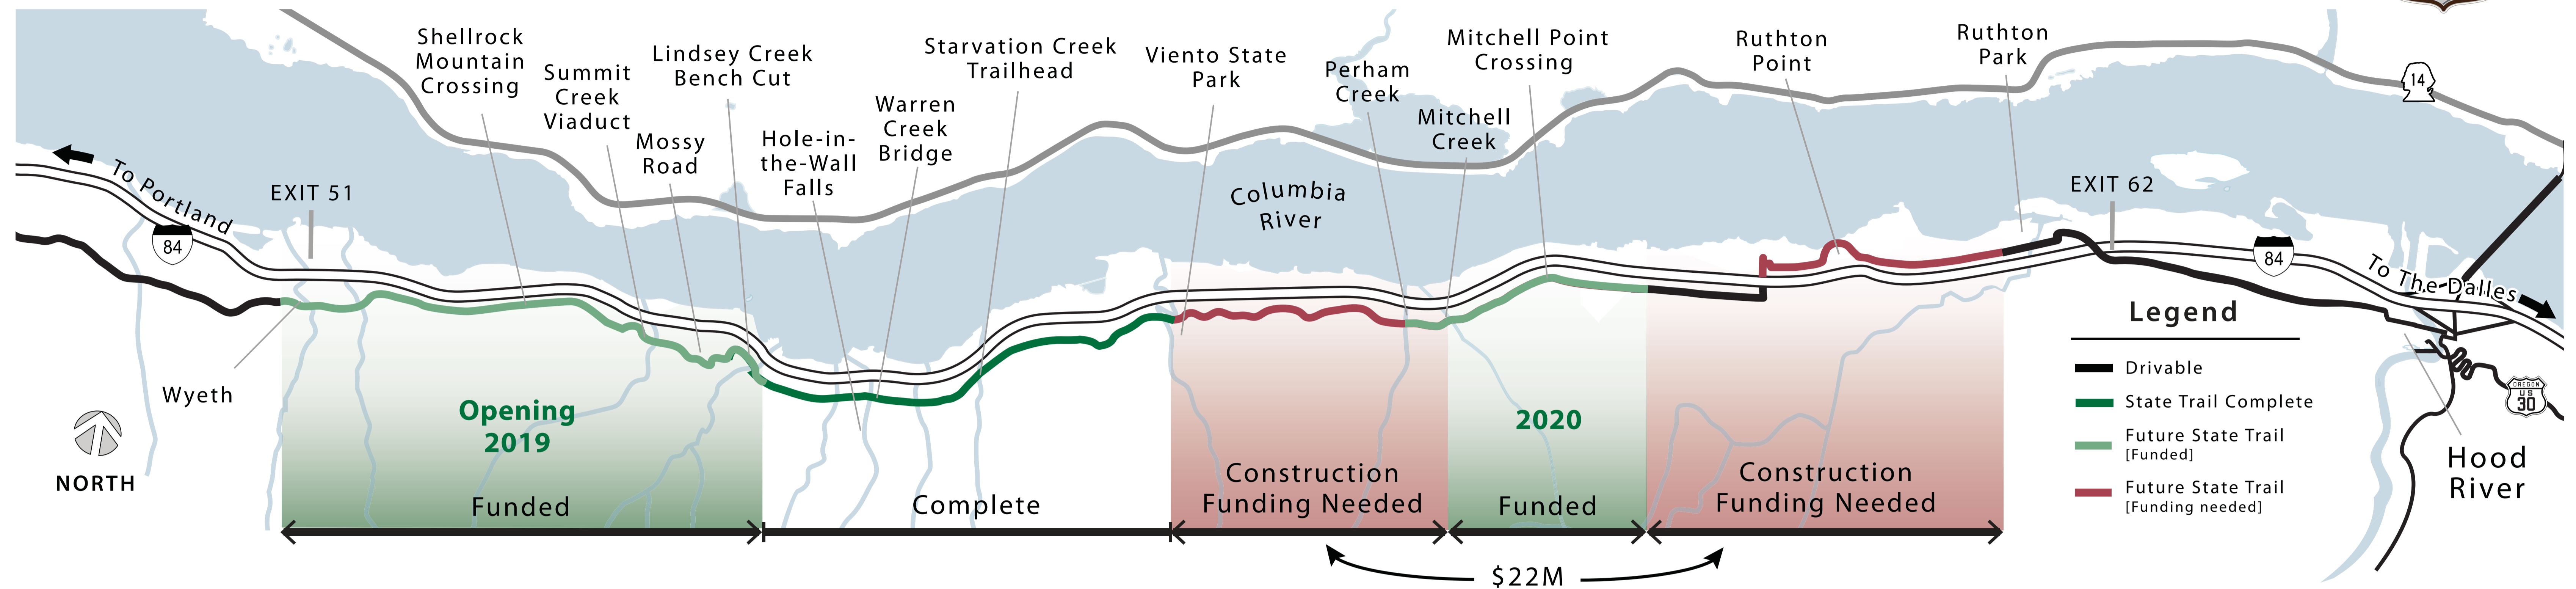 Shellrock
Mountain
Crossing
Summit
Creek
Viaduct
Lindsey Creek
Bench Cut
Mossy
Road
Hole-in-
the-Wall
Falls
Warren
Creek
Bridge
Starvation Creek
Trailhead
Viento State
Park
Perham
Creek
Mitchell Point
Crossing
Mitchell
Creek
Ruthton
Point
Ruthton
Park
14
To Portland
84
EXIT 51
Columbia
River
EXIT 62
84
To The Dalles
Wyeth
NORTH
Opening
2019
Funded
Complete
Construction
Funding Needed
2020
Funded
Construction
Funding Needed
$22M
Legend
Drivable
State Trail Complete
Future State Trail
[Funded]
Future State Trail
[Funding needed]
OREGON
US
30
Hood
River